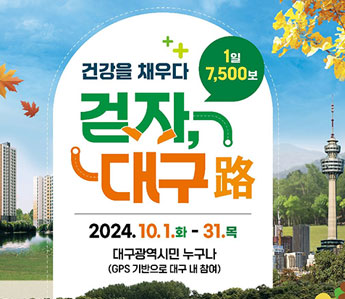 건강을 채우다
1일
7,500보
걷자,
대구路
2024. 10. 1.화 - 31.목
대구광역시민 누구나
(GPS 기반으로 대구 내 참여)